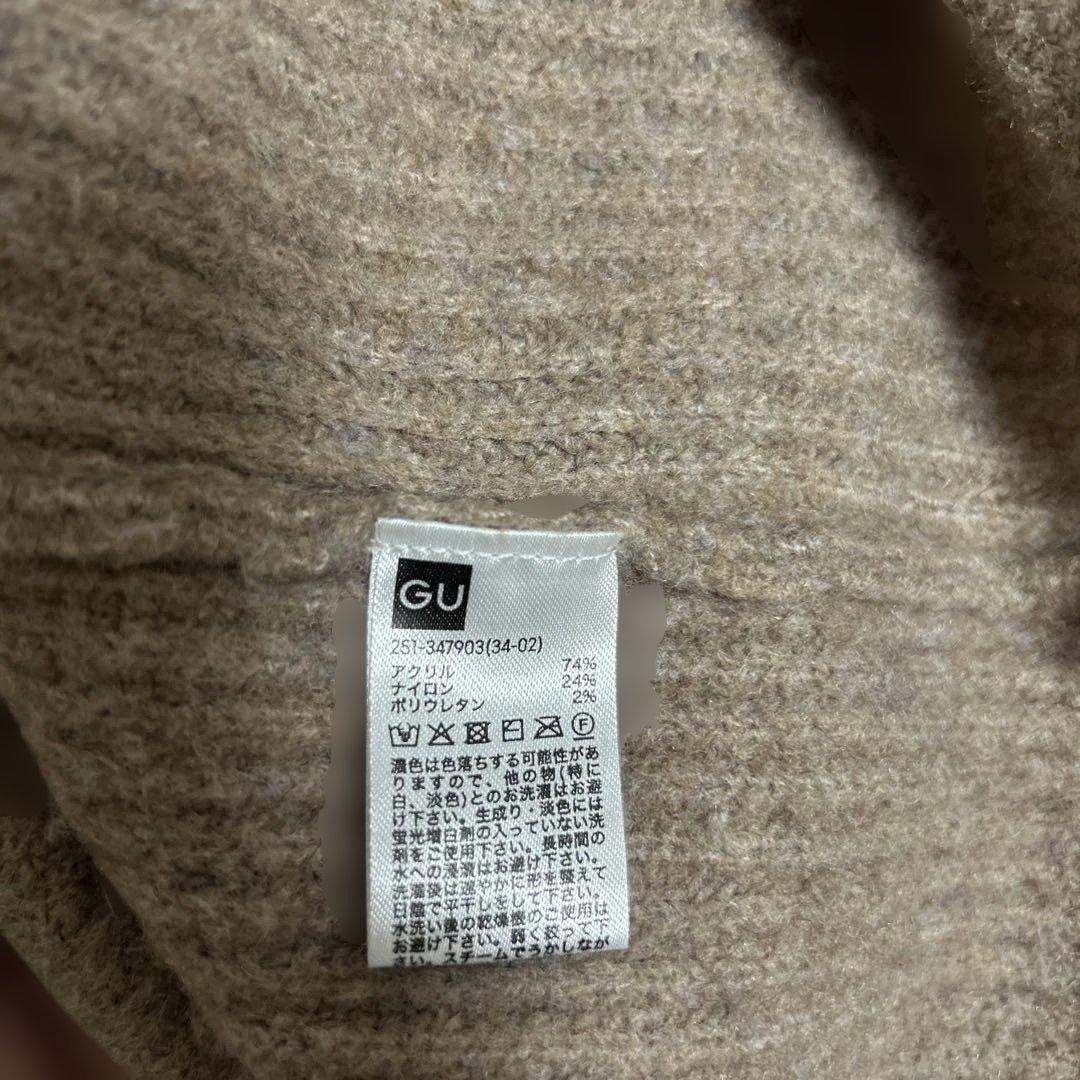 GU
251-347903(34-02)
アクリル 74%
ナイロン 24%
ポリウレタン 2%
F
濃色は色落ちする可能性があ
りますので、他の物(特に
白、淡色)とのお洗濯はお避
け下さい。生成り・淡色には
蛍光増白剤の入っていない洗
剤をご使用下さい。長時間の
水への浸漬はお避け下さい。
洗濯後は速やかに形を整えて
日陰で平干しをして下さい。
水洗い後の乾燥機のご使用は
お避け下さい。弱く絞って下
さい。スチームでうかしなが